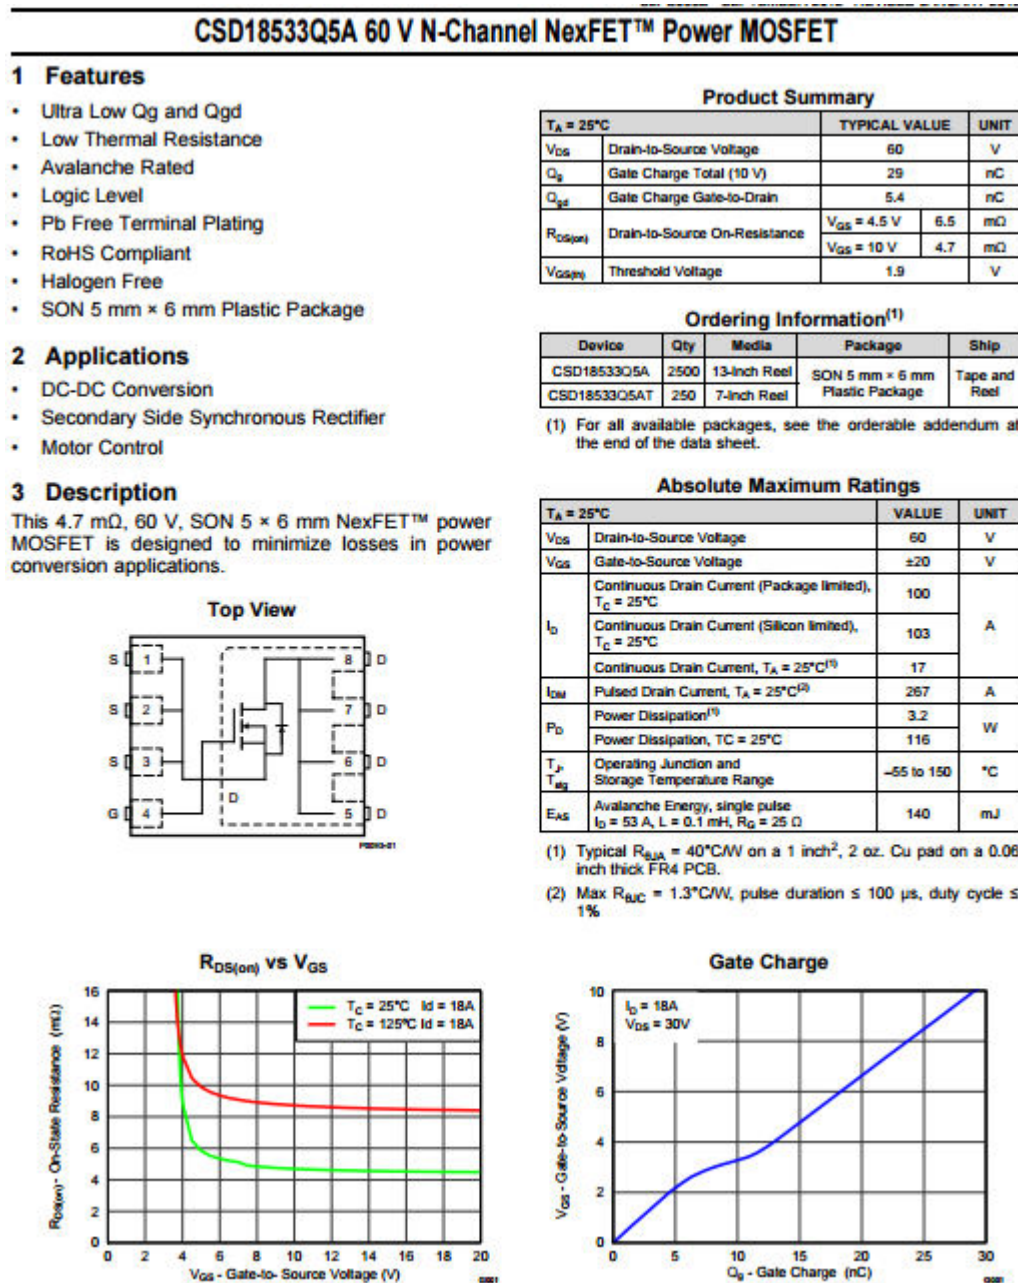 CSD18533Q5A 60 V N-Channel NexFET™ Power MOSFET
1 Features
• Ultra Low Qg and Qgd
• Low Thermal Resistance
• Avalanche Rated
• Logic Level
• Pb Free Terminal Plating
• RoHS Compliant
• Halogen Free
• SON 5 mm × 6 mm Plastic Package
2 Applications
• DC-DC Conversion
• Secondary Side Synchronous Rectifier
• Motor Control
3 Description
This 4.7 mΩ, 60 V, SON 5 × 6 mm NexFET™ power
MOSFET is designed to minimize losses in power
conversion applications.
Top View
S 1 8 D
S 2 7 D
S 3 6 D
G 4 D 5 D
Product Summary
TA = 25°C TYPICAL VALUE UNIT
VDS Drain-to-Source Voltage 60 V
Qg Gate Charge Total (10 V) 29 nC
Qgd Gate Charge Gate-to-Drain 5.4 nC
RDS(on) Drain-to-Source On-Resistance VGS = 4.5 V 6.5 mΩ
VGS = 10 V 4.7 mΩ
VGS(th) Threshold Voltage 1.9 V
Ordering Information(1)
Device Qty Media Package Ship
CSD18533Q5A 2500 13-Inch Reel SON 5 mm × 6 mm Plastic Package Tape and Reel
CSD18533Q5AT 250 7-Inch Reel
(1) For all available packages, see the orderable addendum at
the end of the data sheet.
Absolute Maximum Ratings
TA = 25°C VALUE UNIT
VDS Drain-to-Source Voltage 60 V
VGS Gate-to-Source Voltage ±20 V
ID Continuous Drain Current (Package limited), TC = 25°C 100 A
Continuous Drain Current (Silicon limited), TC = 25°C 103
Continuous Drain Current, TA = 25°C(1) 17
IDM Pulsed Drain Current, TA = 25°C(2) 267 A
PD Power Dissipation(1) 3.2 W
Power Dissipation, TC = 25°C 116
TJ, Tstg Operating Junction and Storage Temperature Range –55 to 150 °C
EAS Avalanche Energy, single pulse ID = 53 A, L = 0.1 mH, RG = 25 Ω 140 mJ
(1) Typical RθJA = 40°C/W on a 1 inch2, 2 oz. Cu pad on a 0.06
inch thick FR4 PCB.
(2) Max RθJC = 1.3°C/W, pulse duration ≤ 100 µs, duty cycle ≤
1%
RDS(on) vs VGS
TC = 25°C Id = 18A
TC = 125°C Id = 18A
RDS(on) - On-State Resistance (mΩ)
16
14
12
10
8
6
4
2
0
0 2 4 6 8 10 12 14 16 18 20
VGS - Gate-to- Source Voltage (V)
Gate Charge
ID = 18A
VDS = 30V
VGS - Gate-to-Source Voltage (V)
10
8
6
4
2
0
0 5 10 15 20 25 30
Qg - Gate Charge (nC)